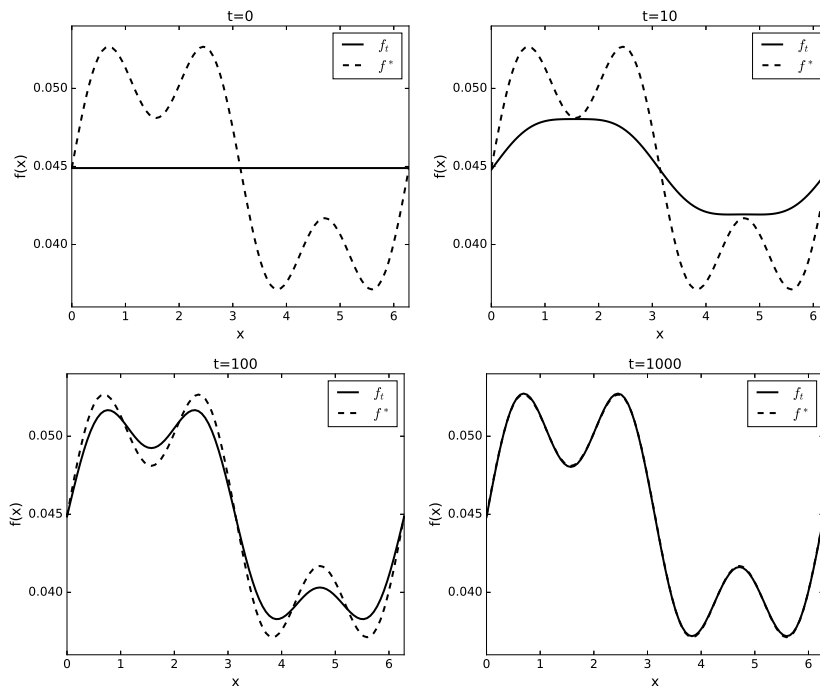 t=0
f_t
f*
0.050
0.045
0.040
f(x)
0 1 2 3 4 5 6
x
t=10
f_t
f*
0.050
0.045
0.040
f(x)
0 1 2 3 4 5 6
x
t=100
f_t
f*
0.050
0.045
0.040
f(x)
0 1 2 3 4 5 6
x
t=1000
f_t
f*
0.050
0.045
0.040
f(x)
0 1 2 3 4 5 6
x